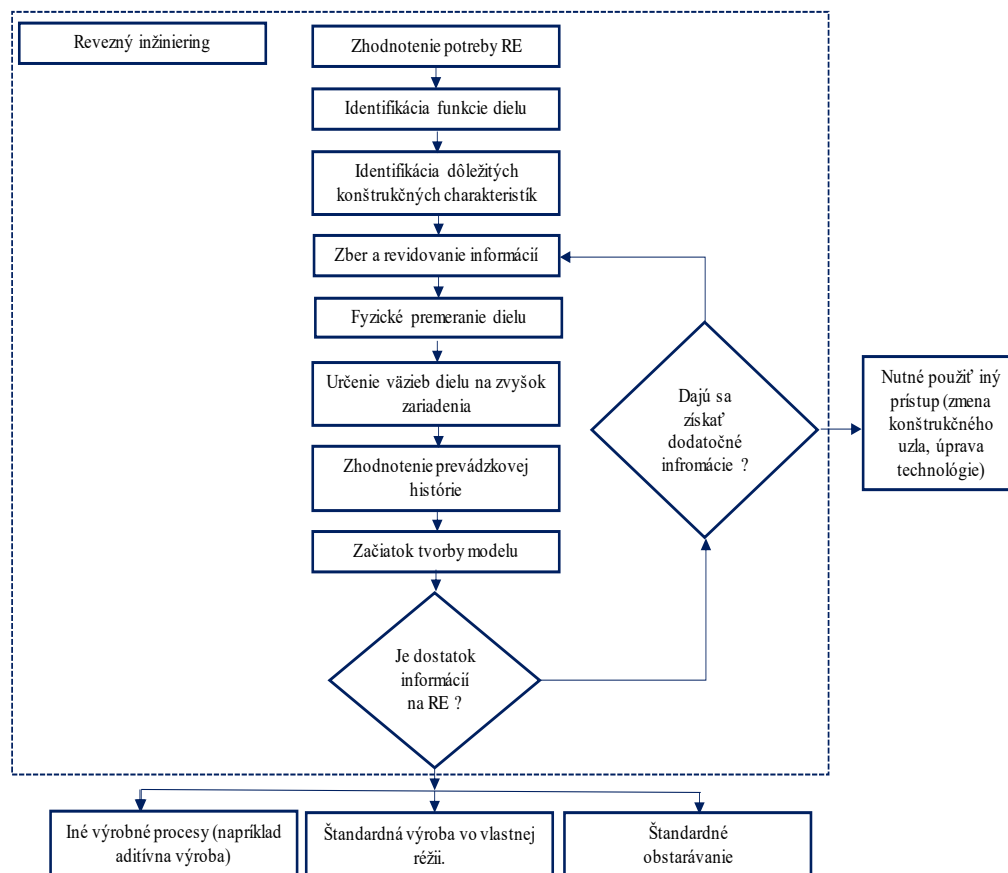 Revezný inžiniering
Zhodnotenie potreby RE
Identifikácia funkcie dielu
Identifikácia dôležitých
konštrukčných charakteristík
Zber a revidovanie informácií
Fyzické premeranie dielu
Určenie väzieb dielu na zvyšok
zariadenia
Zhodnotenie prevádzkovej
histórie
Začiatok tvorby modelu
Je dostatok
informácií
na RE ?
Dajú sa
získať
dodatočné
infromácie ?
Nutné použiť iný
prístup (zmena
konštrukčného
uzla, úprava
technológie)
Iné výrobné procesy (napríklad
aditívna výroba)
Štandardná výroba vo vlastnej
réžii.
Štandardné
obstarávanie